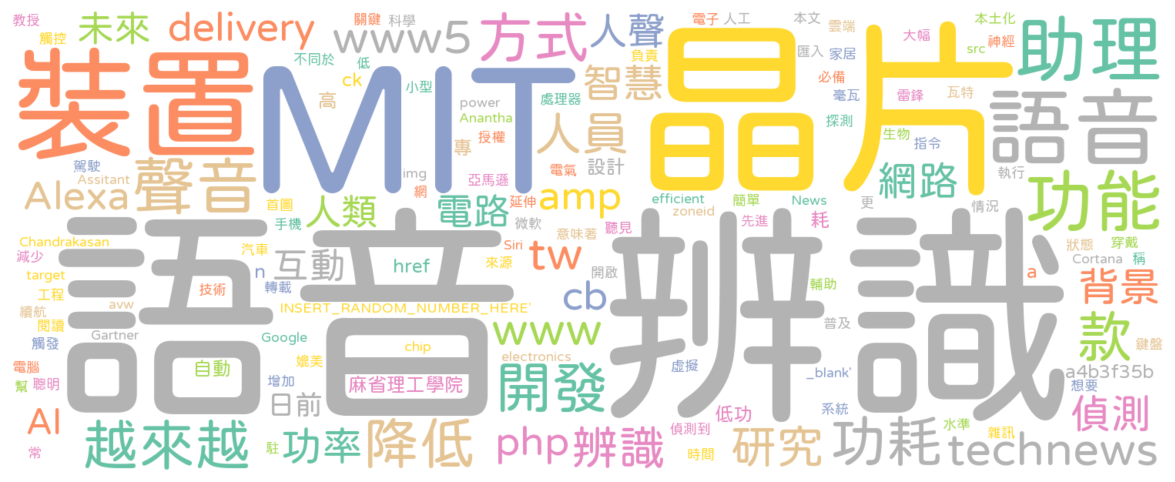 教授 未來 delivery 關鍵 科學 www5 方式 人聲 電子 人工 本文 雲端 大幅 本土化 src 神經 助理
觸控 不同於 低 ck 小型 負責 智慧 晶片 匯入 家居 必備 毫瓦 雷鋒 瓦特
裝置 MIT 高 power 處理器 Anantha 專 授權 人員 探測 生物 指令 語音
駕駛 Assitant img 網 電氣 設計 執行
Alexa 聲音 亞馬遜 延伸 amp 網路 功能
首圖 人類 電路 efficient 簡單 News 更 情況
手機 微軟 zoneid 先進 耗
Chandrakasan 語音辨識 意味著 聽見 狀態 穿戴
減少 汽車 Siri tw Cortana 稱
target n 互動 href 來源 開啟 cb 輔助 a 背景
工程 技術 轉載
續航 avw INSERT_RANDOM_NUMBER_HERE'
閱讀 觸發 Gartner Google www 普及 款 鍵盤
chip electronics
電腦 自動 媲美 虛擬 _blank' a4b3f35b
幫 聰明 增加 麻省理工學院 開發 想要
AI 日前 低功 系統 偵測
常 越來越 駐 功率 降低 php 辨識 偵測到 時間 研究 功耗 水準 雜訊 technews